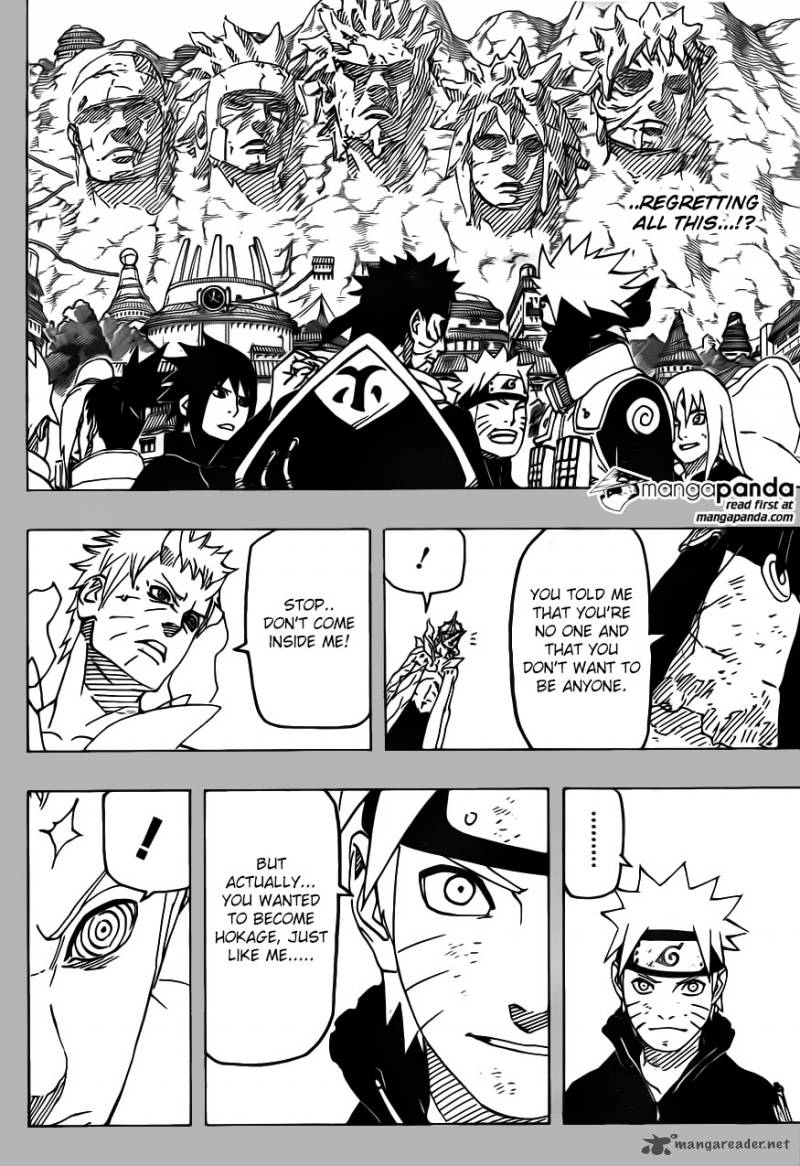 ..REGRETTING
ALL THIS...!?
mangapanda
read first at
mangapanda.com
YOU TOLD ME
THAT YOU'RE
NO ONE AND
THAT YOU
DON'T WANT TO
BE ANYONE.
!
STOP..
DON'T COME
INSIDE ME!
........
BUT
ACTUALLY...
YOU WANTED
TO BECOME
HOKAGE, JUST
LIKE ME.....
!
mangareader.net